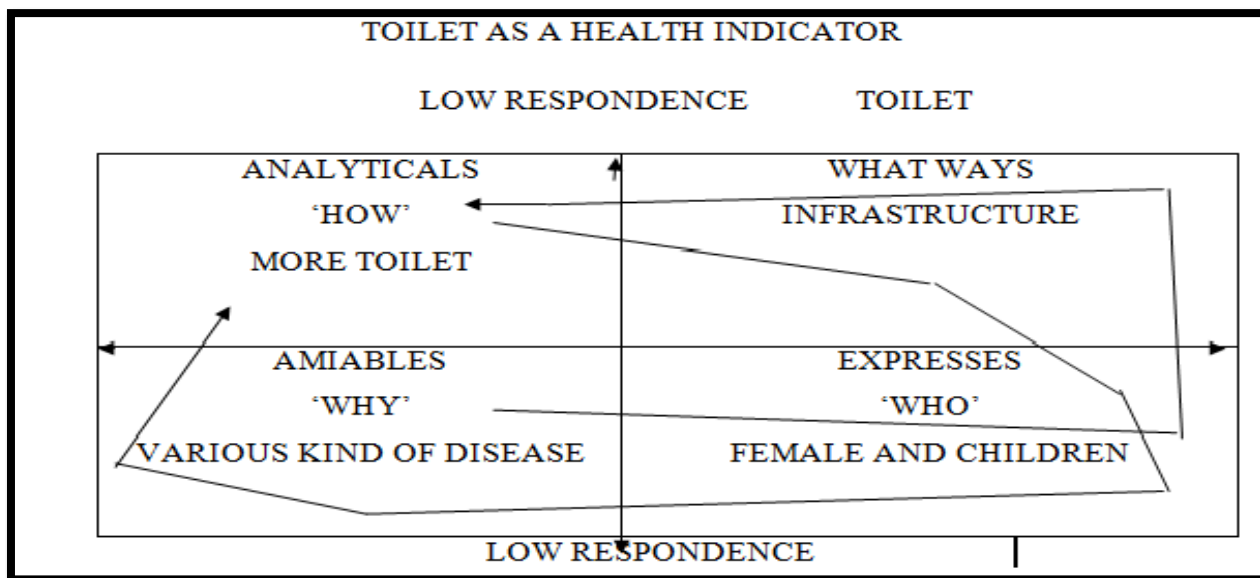 TOILET AS A HEALTH INDICATOR
LOW RESPONDENCE TOILET
ANALYTICALS
‘HOW’
MORE TOILET
WHAT WAYS
INFRASTRUCTURE
AMIABLES
‘WHY’
VARIOUS KIND OF DISEASE
EXPRESSES
‘WHO’
FEMALE AND CHILDREN
LOW RESPONDENCE